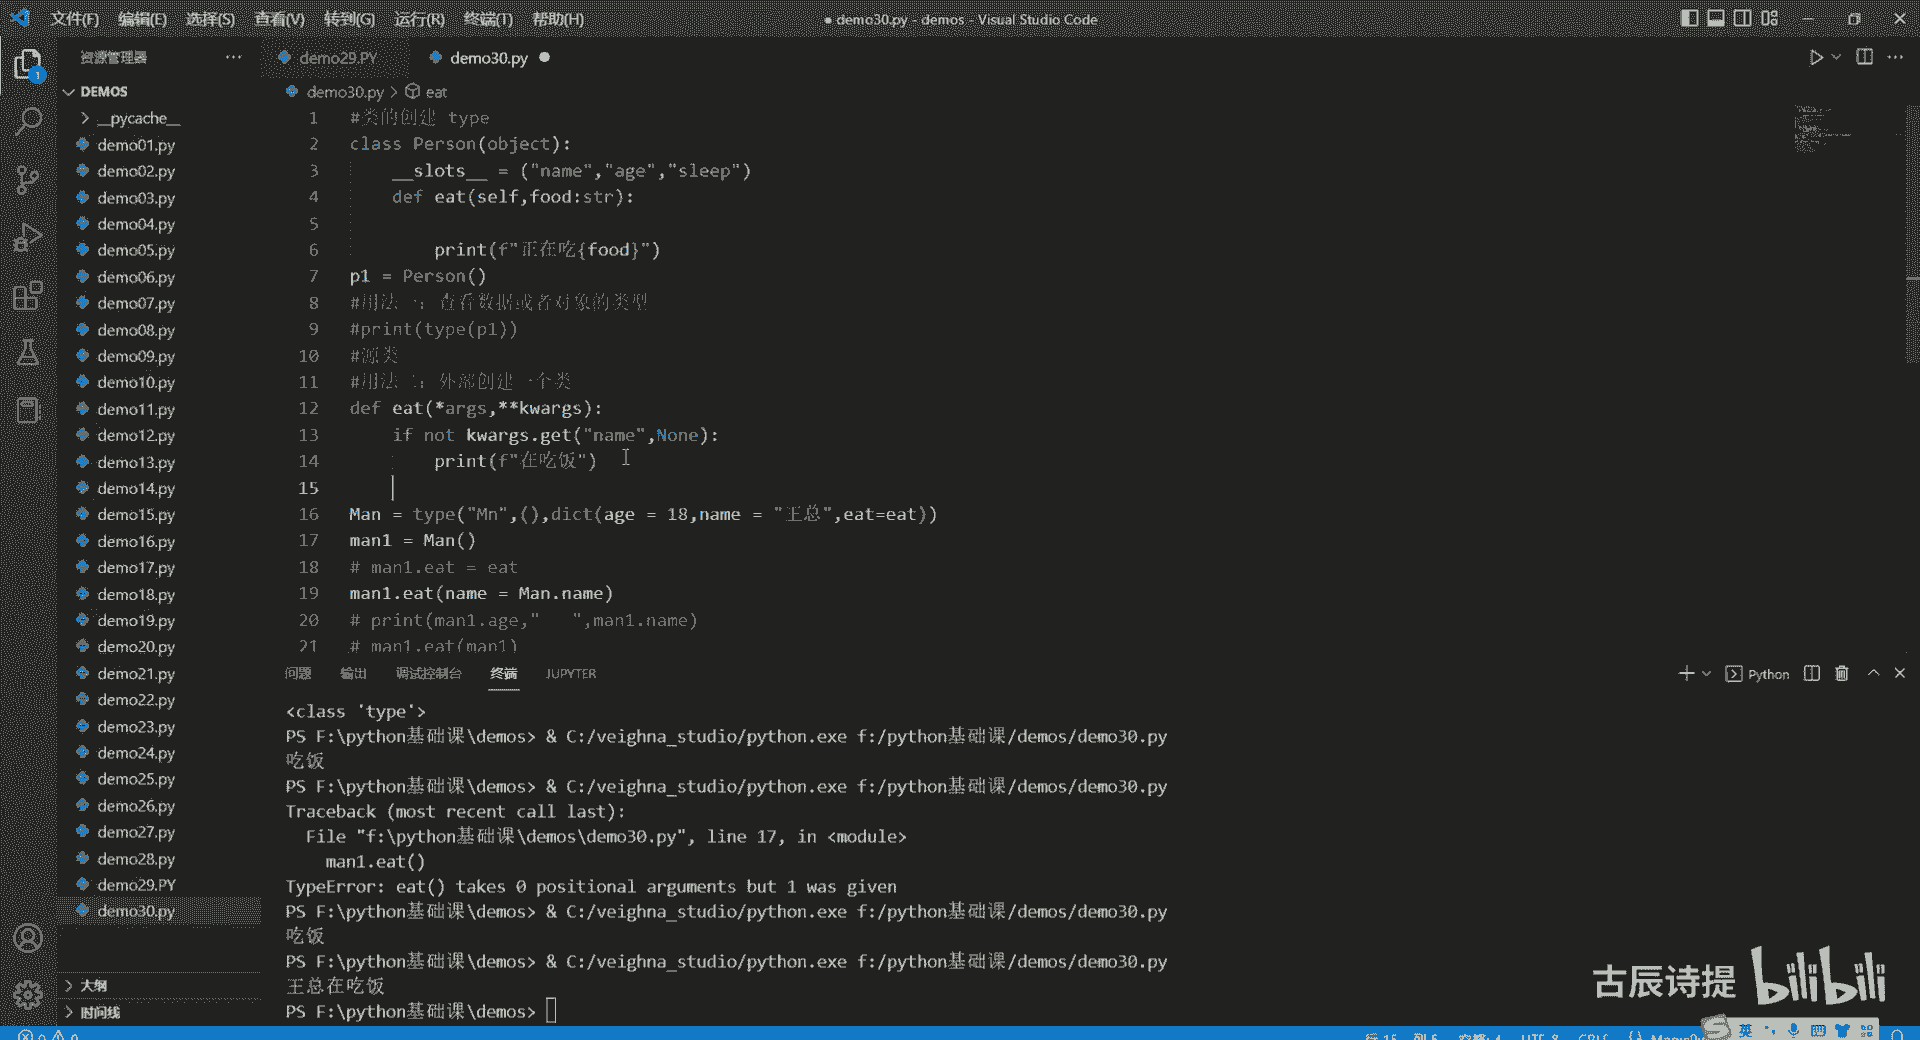 文件(F) 编辑(E) 选择(S) 查看(V) 转到(G) 运行(R) 终端(T) 帮助(H)
● demo30.py - demos - Visual Studio Code
资源管理器
demo29.PY
demo30.py
DEMOS
demo30.py > eat
__pycache__
demo01.py
demo02.py
demo03.py
demo04.py
demo05.py
demo06.py
demo07.py
demo08.py
demo09.py
demo10.py
demo11.py
demo12.py
demo13.py
demo14.py
demo15.py
demo16.py
demo17.py
demo18.py
demo19.py
demo20.py
demo21.py
demo22.py
demo23.py
demo24.py
demo25.py
demo26.py
demo27.py
demo28.py
demo29.PY
demo30.py
大纲
时间线
1 #类的创建 type
2 class Person(object):
3 __slots__ = ("name","age","sleep")
4 def eat(self,food:str):
5
6 print(f"正在吃{food}")
7 p1 = Person()
8 #用法一: 查看数据或者对象的类型
9 #print(type(p1))
10 #源类
11 #用法二: 外部创建一个类
12 def eat(*args,**kwargs):
13 if not kwargs.get("name",None):
14 print(f"在吃饭")
15
16 Man = type("Mn",(),dict(age = 18,name = "王总",eat=eat))
17 man1 = Man()
18 # man1.eat = eat
19 man1.eat(name = Man.name)
20 # print(man1.age," ",man1.name)
21 # man1.eat(man1)
问题 输出 调试控制台 终端 JUPYTER
Python
<class 'type'>
PS F:\python基础课\demos> & C:/veighna_studio/python.exe f:/python基础课/demos/demo30.py
吃饭
PS F:\python基础课\demos> & C:/veighna_studio/python.exe f:/python基础课/demos/demo30.py
Traceback (most recent call last):
File "f:\python基础课\demos\demo30.py", line 17, in <module>
man1.eat()
TypeError: eat() takes 0 positional arguments but 1 was given
PS F:\python基础课\demos> & C:/veighna_studio/python.exe f:/python基础课/demos/demo30.py
吃饭
PS F:\python基础课\demos> & C:/veighna_studio/python.exe f:/python基础课/demos/demo30.py
王总在吃饭
PS F:\python基础课\demos>
古辰诗提 bilibili
英